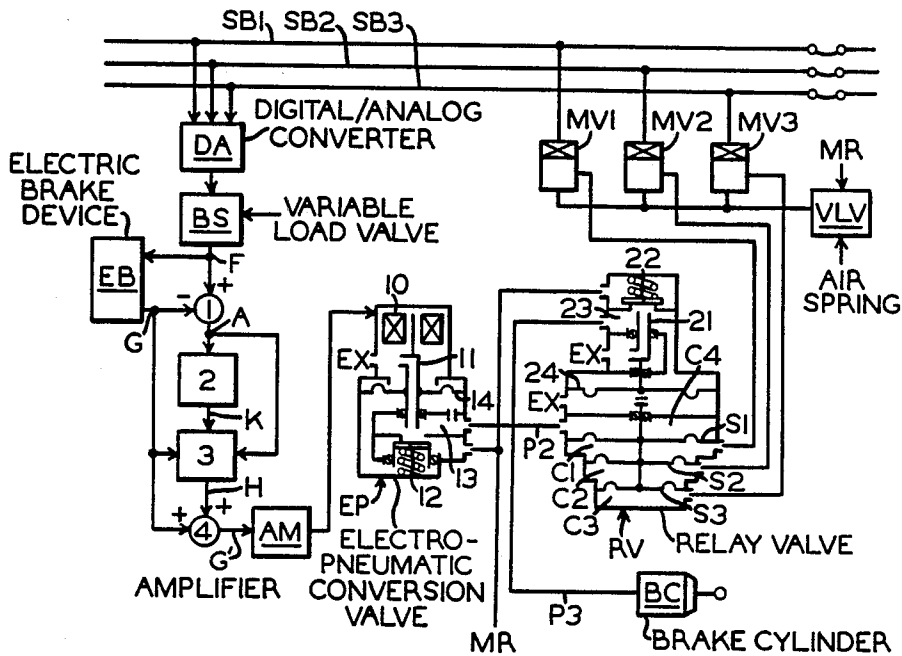 SB1 SB2 SB3
DIGITAL/ANALOG
CONVERTER
DA
MV1 MV2 MV3
MR
ELECTRIC
BRAKE
DEVICE
BS
VARIABLE
LOAD VALVE
VLV
AIR
SPRING
EB
F
+
-
1
G
A
10
22
23
21
EX
11
EX
C4
2
14
24
EX
K
S1
3
13
P2
C1
S2
H
12
C2
EP
C3
S3
+
+
4
AM
ELECTRO-
PNEUMATIC
CONVERSION
VALVE
RV
RELAY VALVE
G'
AMPLIFIER
BC
P3
MR
BRAKE CYLINDER